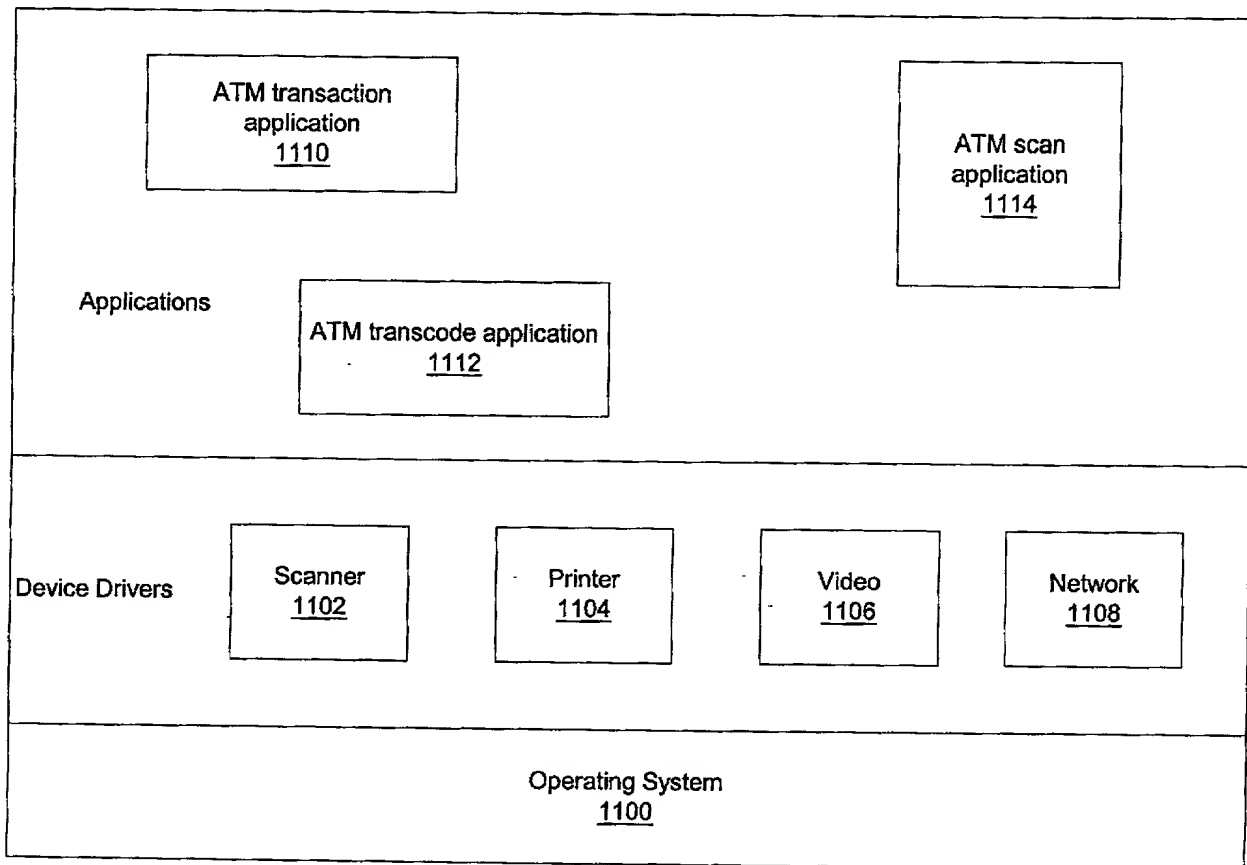 ATM transaction
application
1110
ATM scan
application
1114
Applications
ATM transcode application
1112
Device Drivers
Scanner
1102
Printer
1104
Video
1106
Network
1108
Operating System
1100